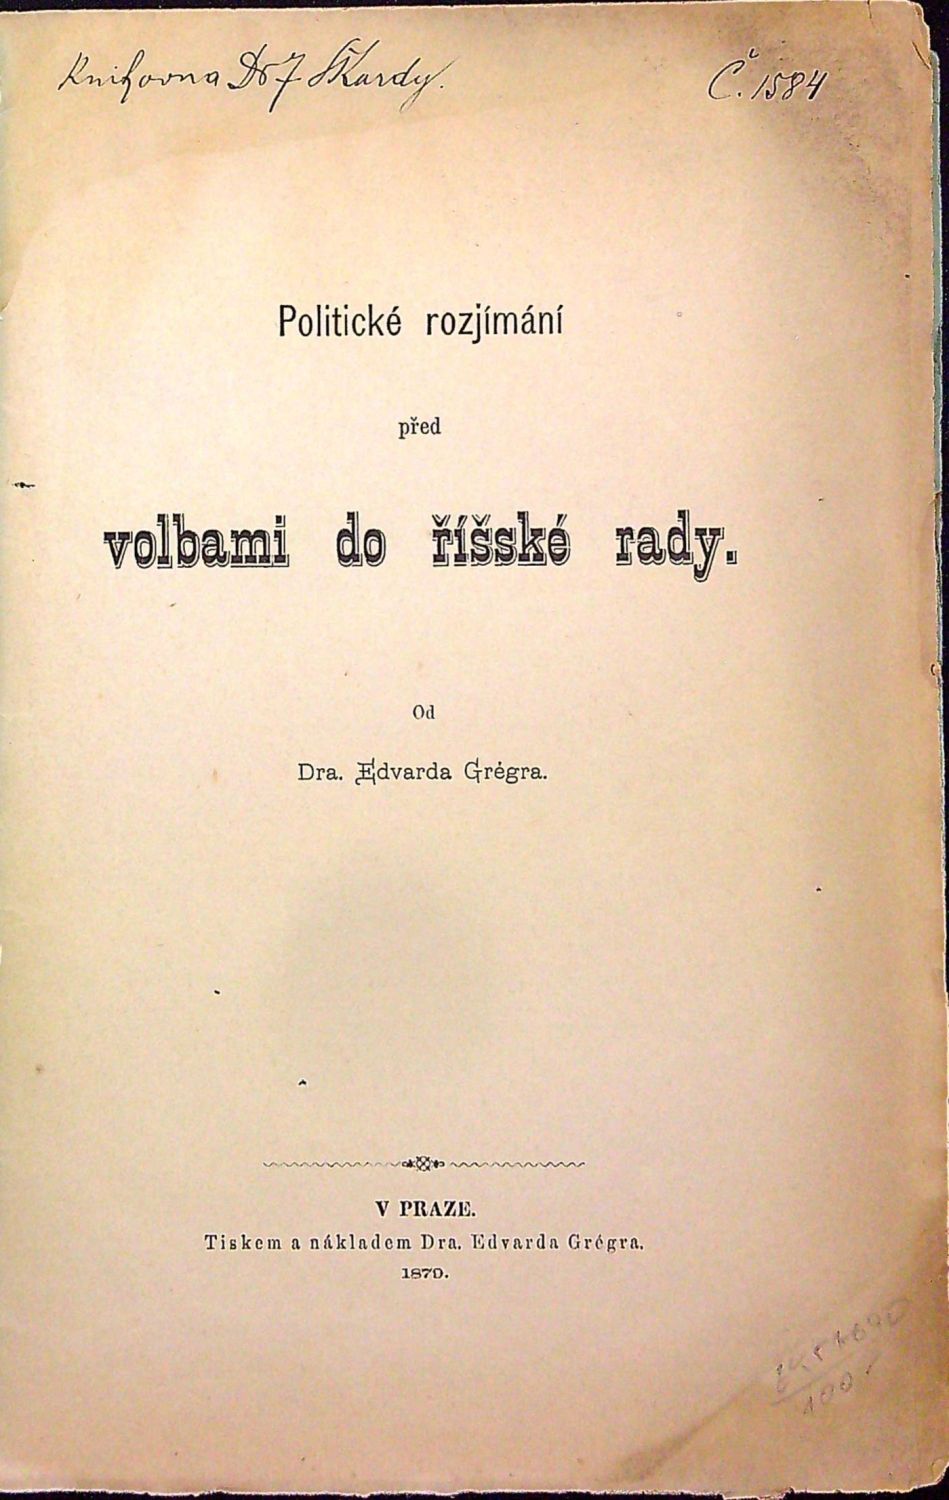 Knihovna Dr J Škardy.
Č. 1584
Politické rozjímání
před
volbami do říšské rady.
Od
Dra. Edvarda Grégra.
V PRAZE.
Tiskem a nákladem Dra. Edvarda Grégra.
1879.
100